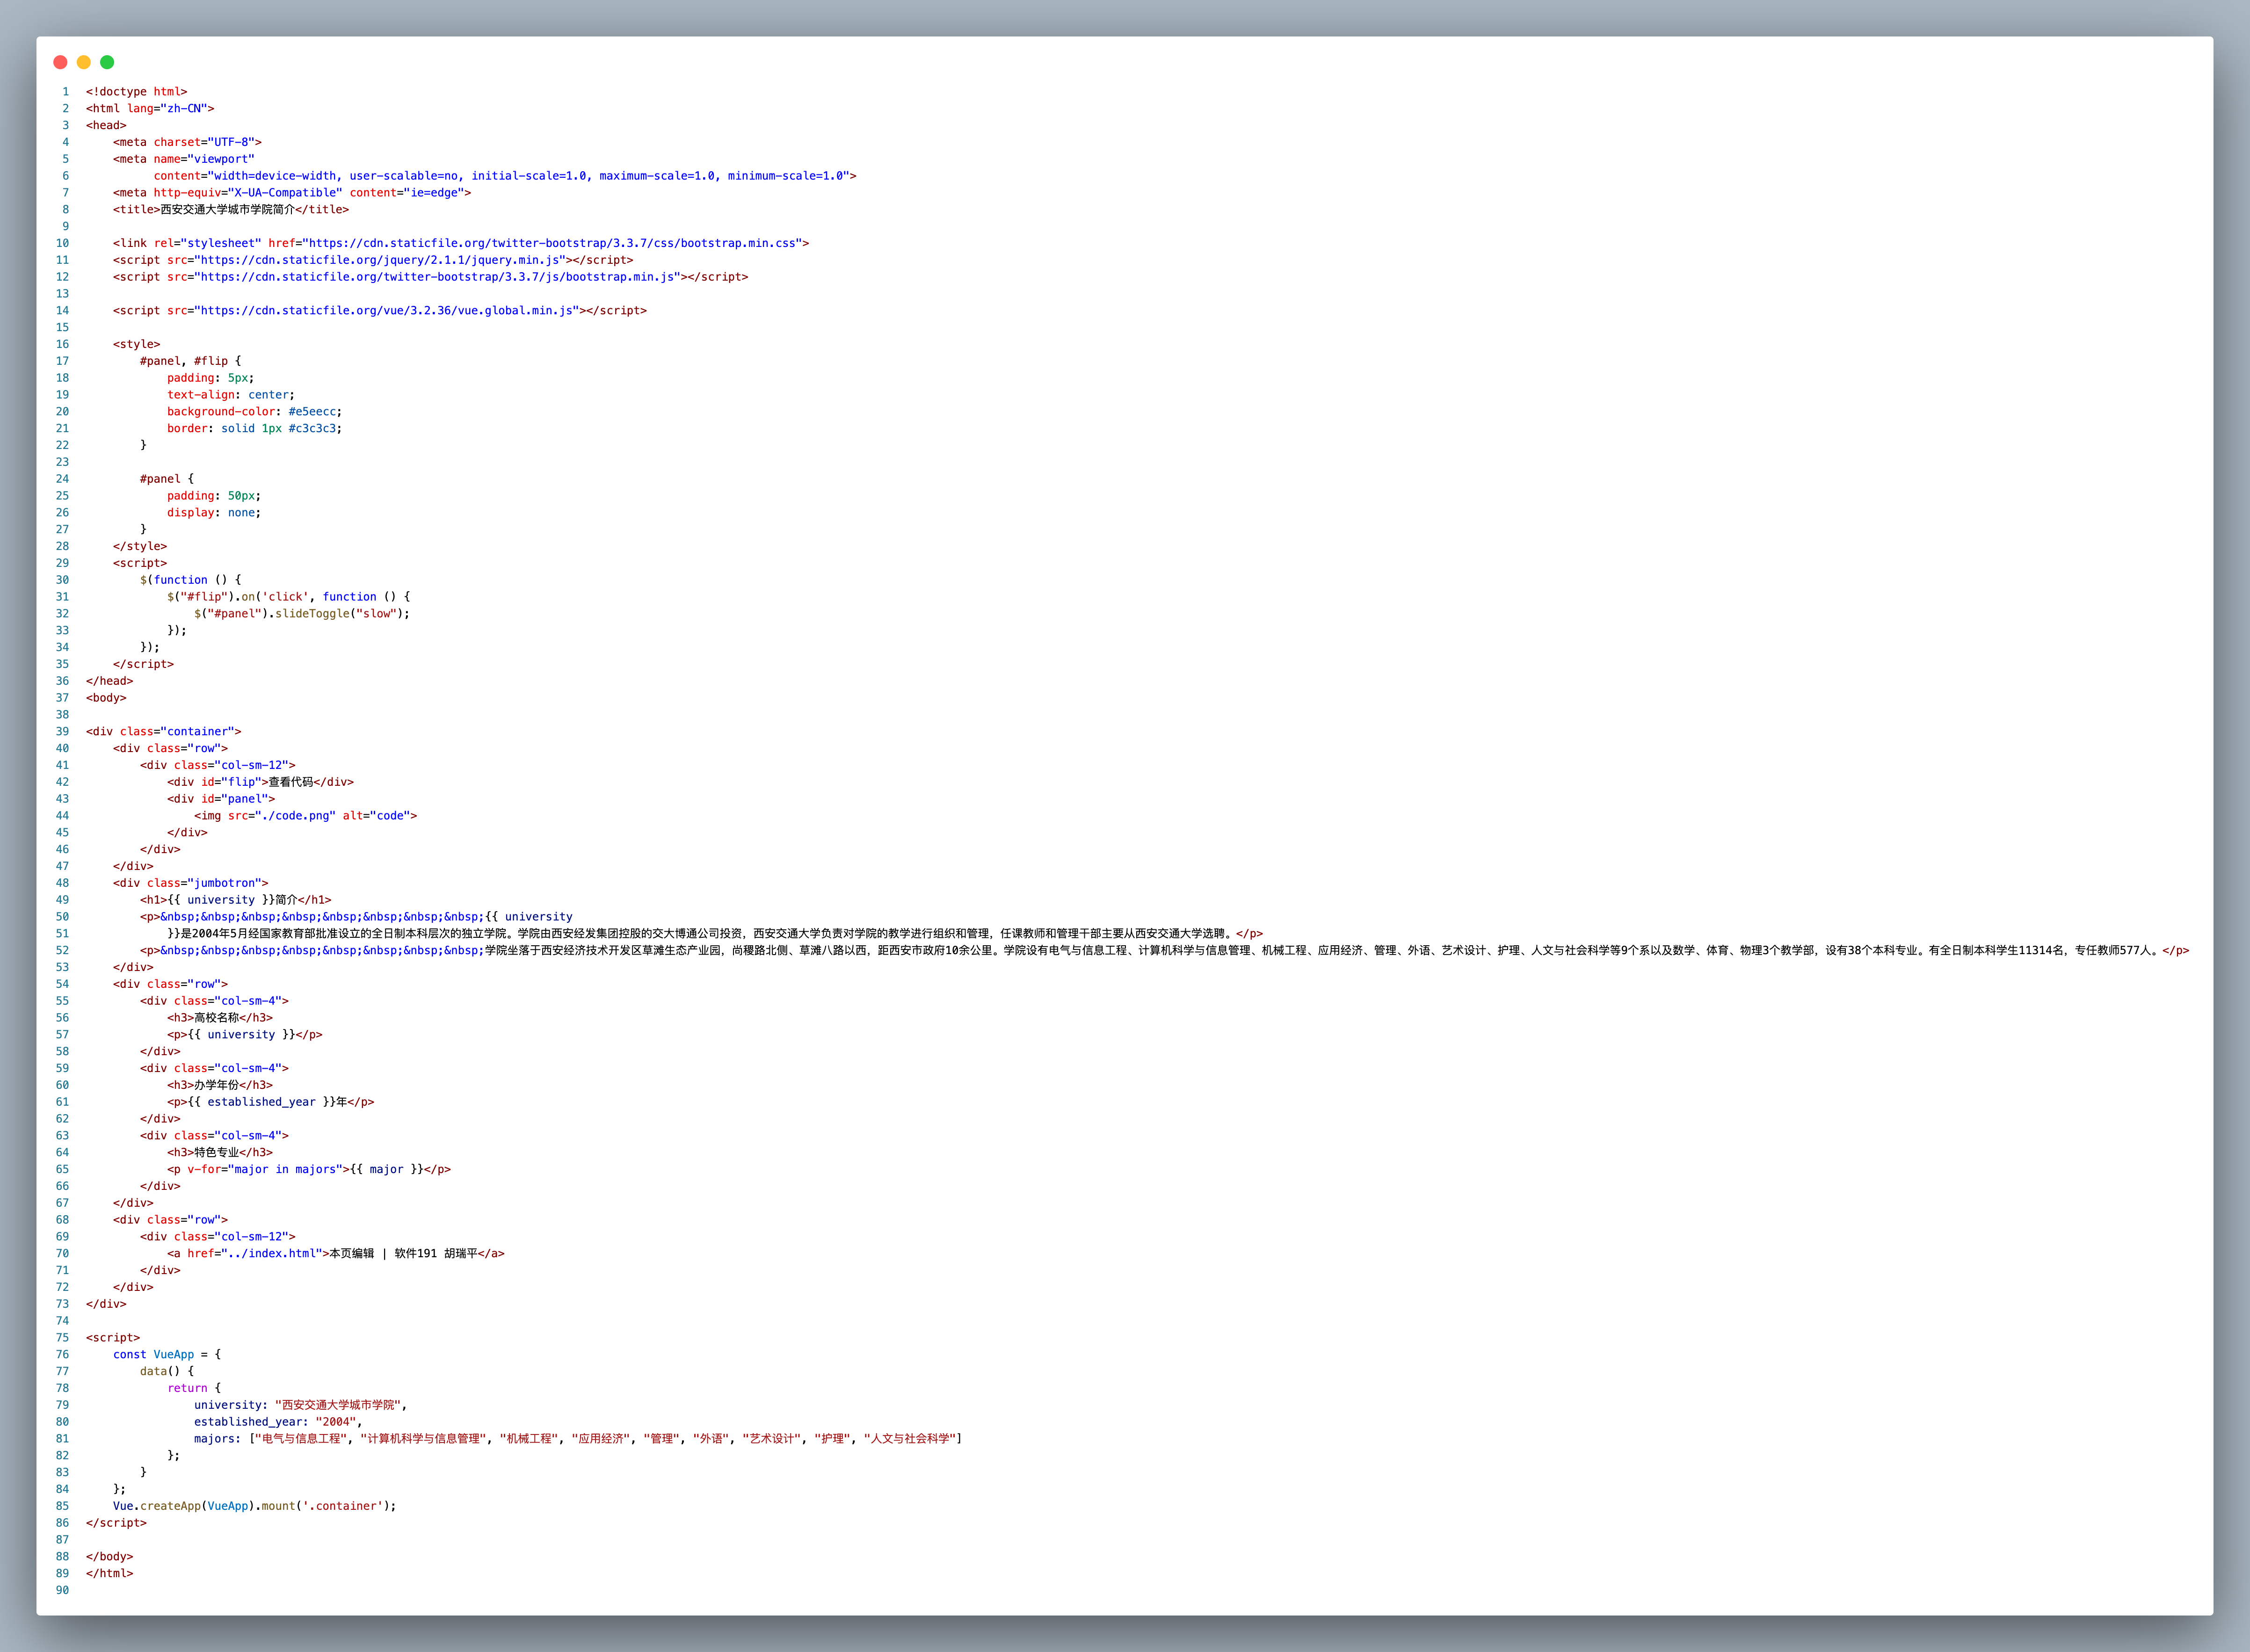 1 <!doctype html>
2 <html lang="zh-CN">
3 <head>
4     <meta charset="UTF-8">
5     <meta name="viewport"
6           content="width=device-width, user-scalable=no, initial-scale=1.0, maximum-scale=1.0, minimum-scale=1.0">
7     <meta http-equiv="X-UA-Compatible" content="ie=edge">
8     <title>西安交通大学城市学院简介</title>
9
10     <link rel="stylesheet" href="https://cdn.staticfile.org/twitter-bootstrap/3.3.7/css/bootstrap.min.css">
11     <script src="https://cdn.staticfile.org/jquery/2.1.1/jquery.min.js"></script>
12     <script src="https://cdn.staticfile.org/twitter-bootstrap/3.3.7/js/bootstrap.min.js"></script>
13
14     <script src="https://cdn.staticfile.org/vue/3.2.36/vue.global.min.js"></script>
15
16     <style>
17         #panel, #flip {
18             padding: 5px;
19             text-align: center;
20             background-color: #e5eecc;
21             border: solid 1px #c3c3c3;
22         }
23
24         #panel {
25             padding: 50px;
26             display: none;
27         }
28     </style>
29     <script>
30         $(function () {
31             $("#flip").on('click', function () {
32                 $("#panel").slideToggle("slow");
33             });
34         });
35     </script>
36 </head>
37 <body>
38
39 <div class="container">
40     <div class="row">
41         <div class="col-sm-12">
42             <div id="flip">查看代码</div>
43             <div id="panel">
44                 <img src="./code.png" alt="code">
45             </div>
46         </div>
47     </div>
48     <div class="jumbotron">
49         <h1>{{ university }}简介</h1>
50         <p>&nbsp;&nbsp;&nbsp;&nbsp;&nbsp;&nbsp;&nbsp;&nbsp;{{ university
51             }}是2004年5月经国家教育部批准设立的全日制本科层次的独立学院。学院由西安经发集团控股的交大博通公司投资，西安交通大学负责对学院的教学进行组织和管理，任课教师和管理干部主要从西安交通大学选聘。</p>
52         <p>&nbsp;&nbsp;&nbsp;&nbsp;&nbsp;&nbsp;&nbsp;&nbsp;学院坐落于西安经济技术开发区草滩生态产业园，尚稷路北侧、草滩八路以西，距西安市政府10余公里。学院设有电气与信息工程、计算机科学与信息管理、机械工程、应用经济、管理、外语、艺术设计、护理、人文与社会科学等9个系以及数学、体育、物理3个教学部，设有38个本科专业。有全日制本科学生11314名，专任教师577人。</p>
53     </div>
54     <div class="row">
55         <div class="col-sm-4">
56             <h3>高校名称</h3>
57             <p>{{ university }}</p>
58         </div>
59         <div class="col-sm-4">
60             <h3>办学年份</h3>
61             <p>{{ established_year }}年</p>
62         </div>
63         <div class="col-sm-4">
64             <h3>特色专业</h3>
65             <p v-for="major in majors">{{ major }}</p>
66         </div>
67     </div>
68     <div class="row">
69         <div class="col-sm-12">
70             <a href="../index.html">本页编辑 | 软件191 胡瑞平</a>
71         </div>
72     </div>
73 </div>
74
75 <script>
76     const VueApp = {
77         data() {
78             return {
79                 university: "西安交通大学城市学院",
80                 established_year: "2004",
81                 majors: ["电气与信息工程", "计算机科学与信息管理", "机械工程", "应用经济", "管理", "外语", "艺术设计", "护理", "人文与社会科学"]
82             };
83         }
84     };
85     Vue.createApp(VueApp).mount('.container');
86 </script>
87
88 </body>
89 </html>
90